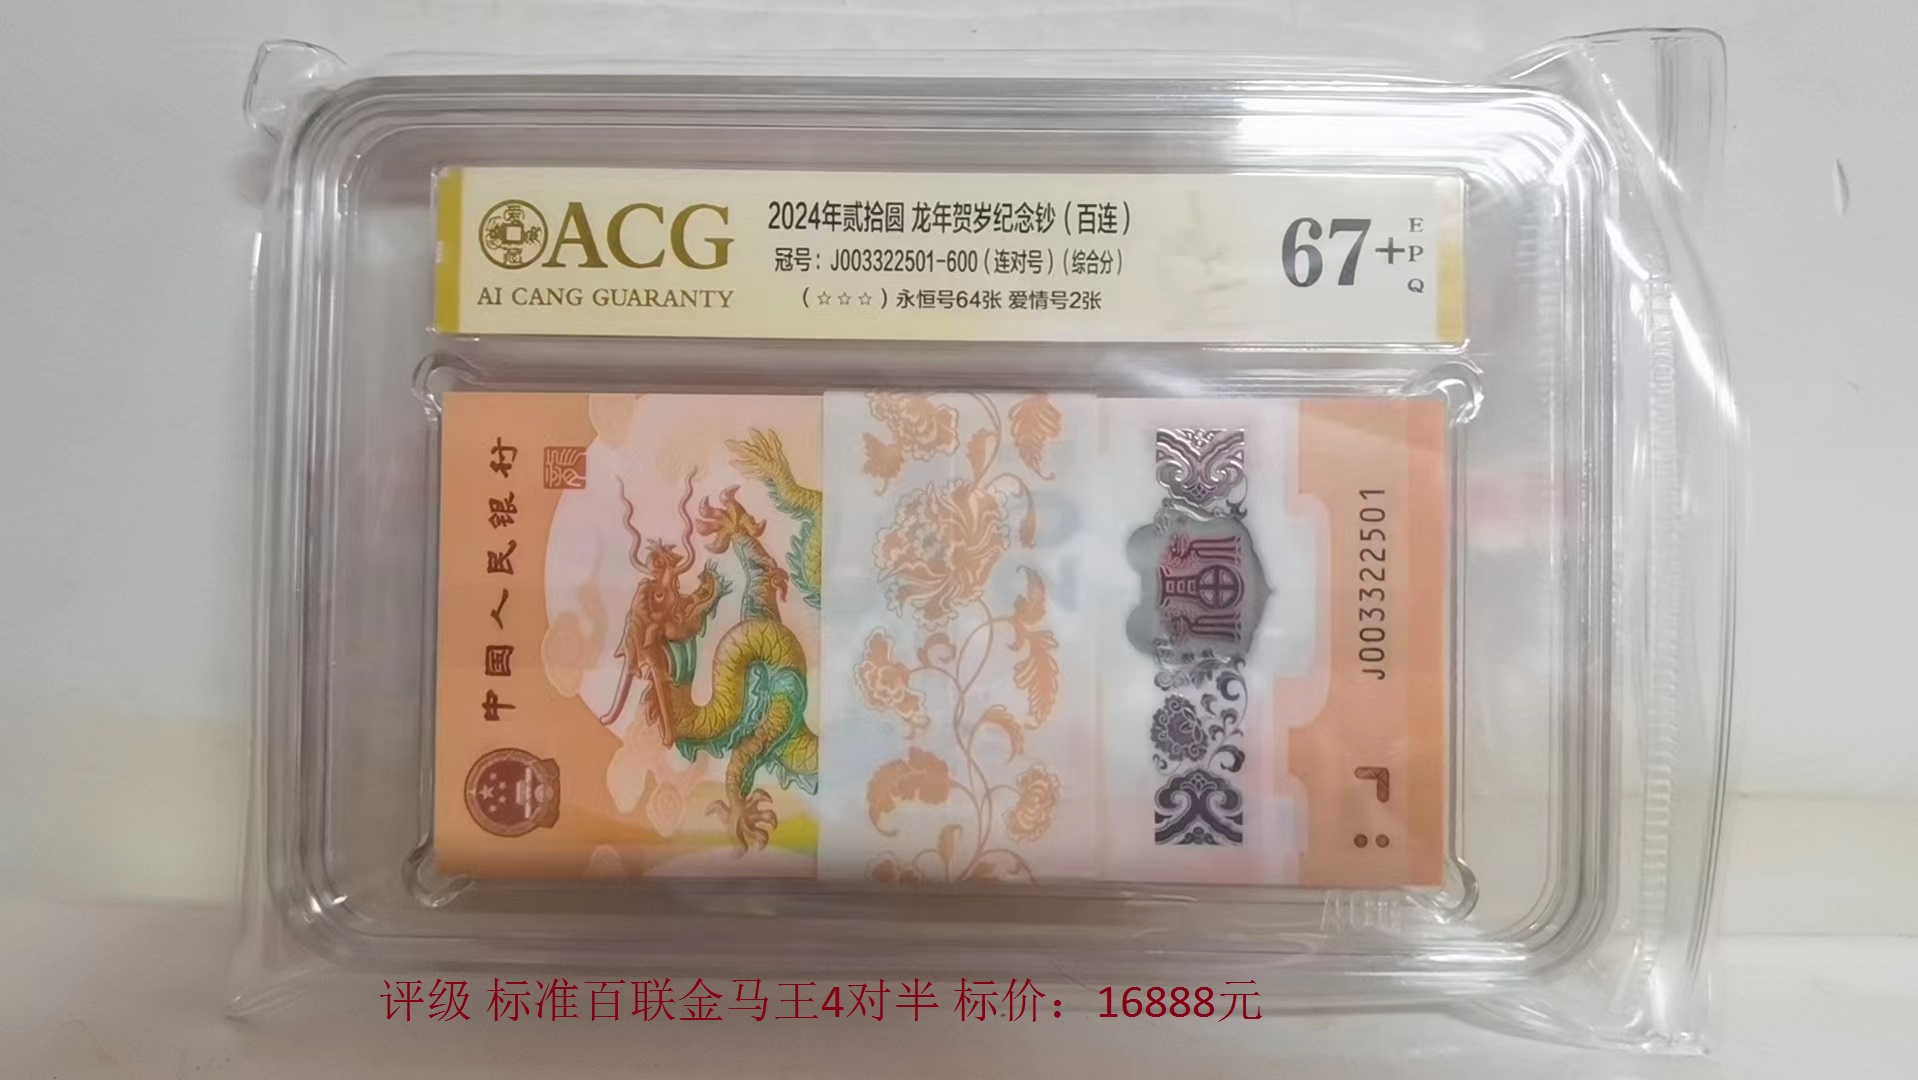 ACG
AI CANG GUARANTY
2024年贰拾圆 龙年贺岁纪念钞（百连）
冠号：J003322501-600（连对号）（综合分）
（☆☆☆）永恒号64张 爱情号2张
67+
EPQ
中国人民银行
J003322501
评级 标准百联金马王4对半 标价：16888元